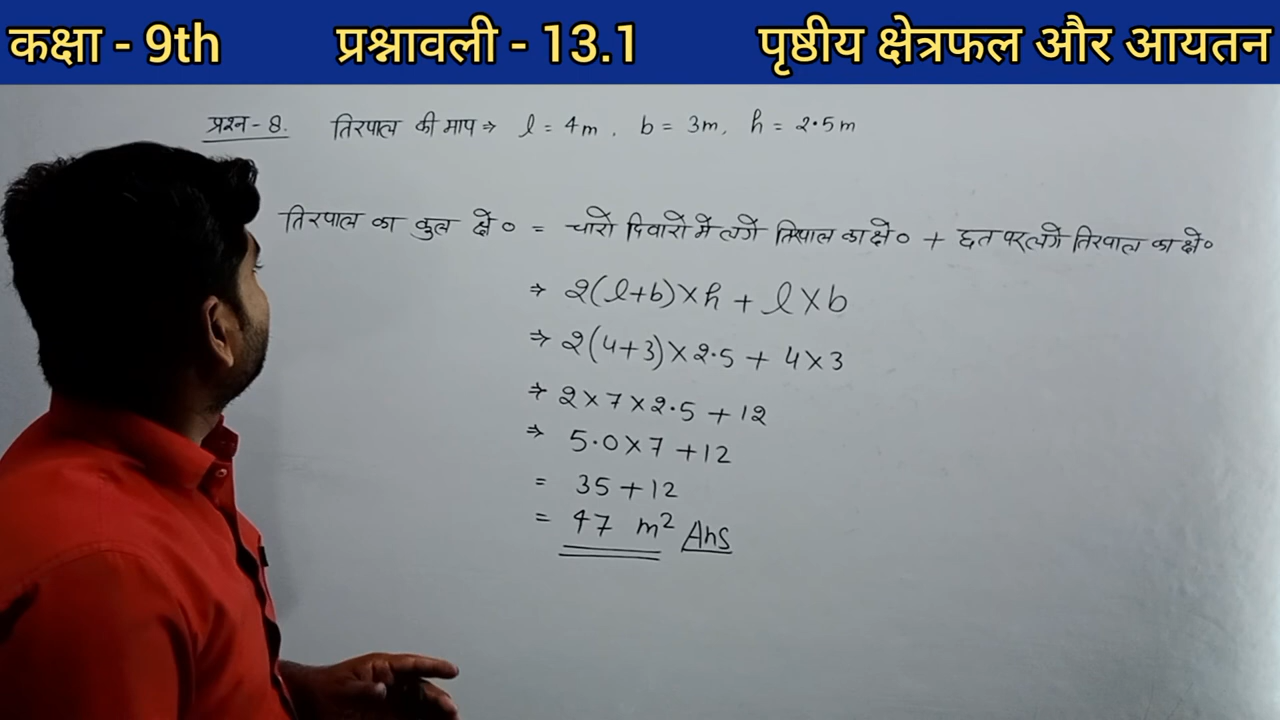 कक्षा - 9th प्रश्नावली - 13.1 पृष्ठीय क्षेत्रफल और आयतन
प्रश्न - 8. तिरपाल की माप ⇒ l = 4m, b = 3m, h = 2.5m
तिरपाल का कुल क्षे० = चारो दिवारो में लगे तिरपाल का क्षे० + छत पर लगे तिरपाल का क्षे०
⇒ 2(l+b)×h + l×b
⇒ 2(4+3)×2.5 + 4×3
⇒ 2×7×2.5 + 12
⇒ 5.0×7 + 12
= 35 + 12
= 47 m² Ans